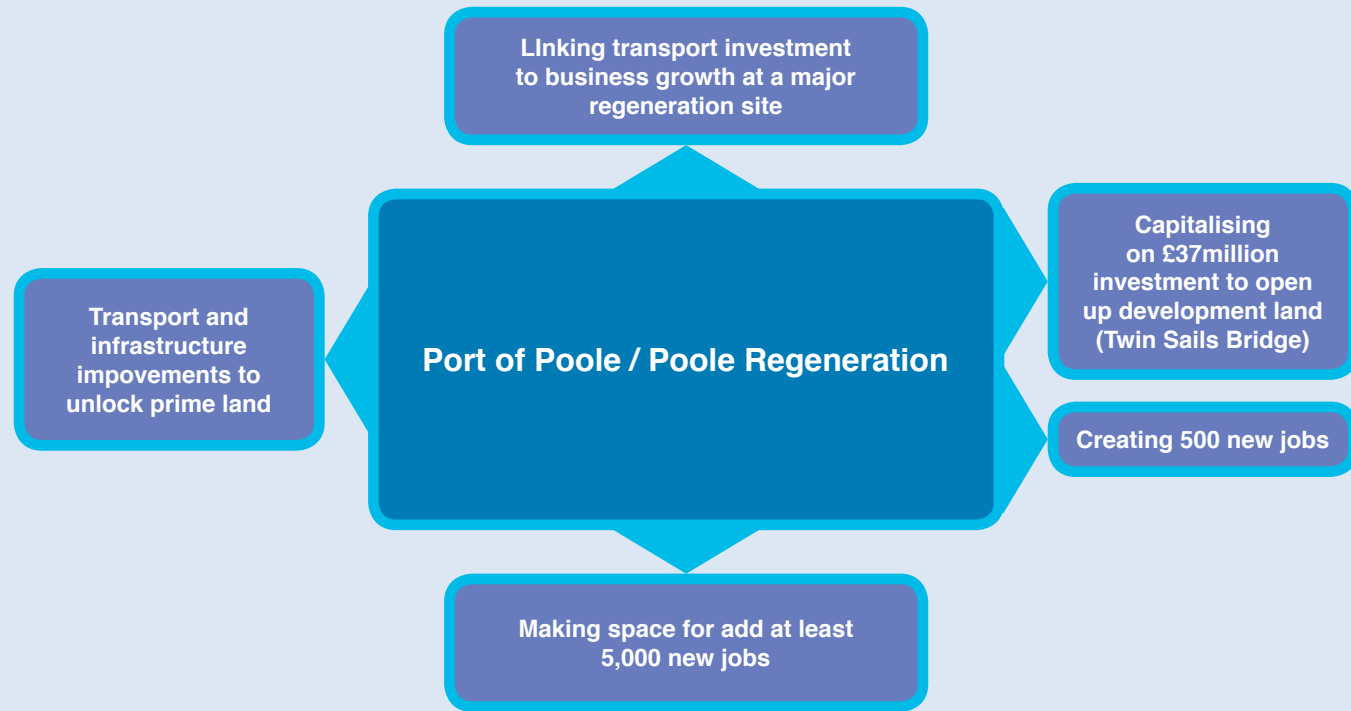 LInking transport investment
to business growth at a major
regeneration site
Capitalising
on £37million
investment to open
up development land
(Twin Sails Bridge)
Transport and
infrastructure
impovements to
unlock prime land
Port of Poole / Poole Regeneration
Creating 500 new jobs
Making space for add at least
5,000 new jobs